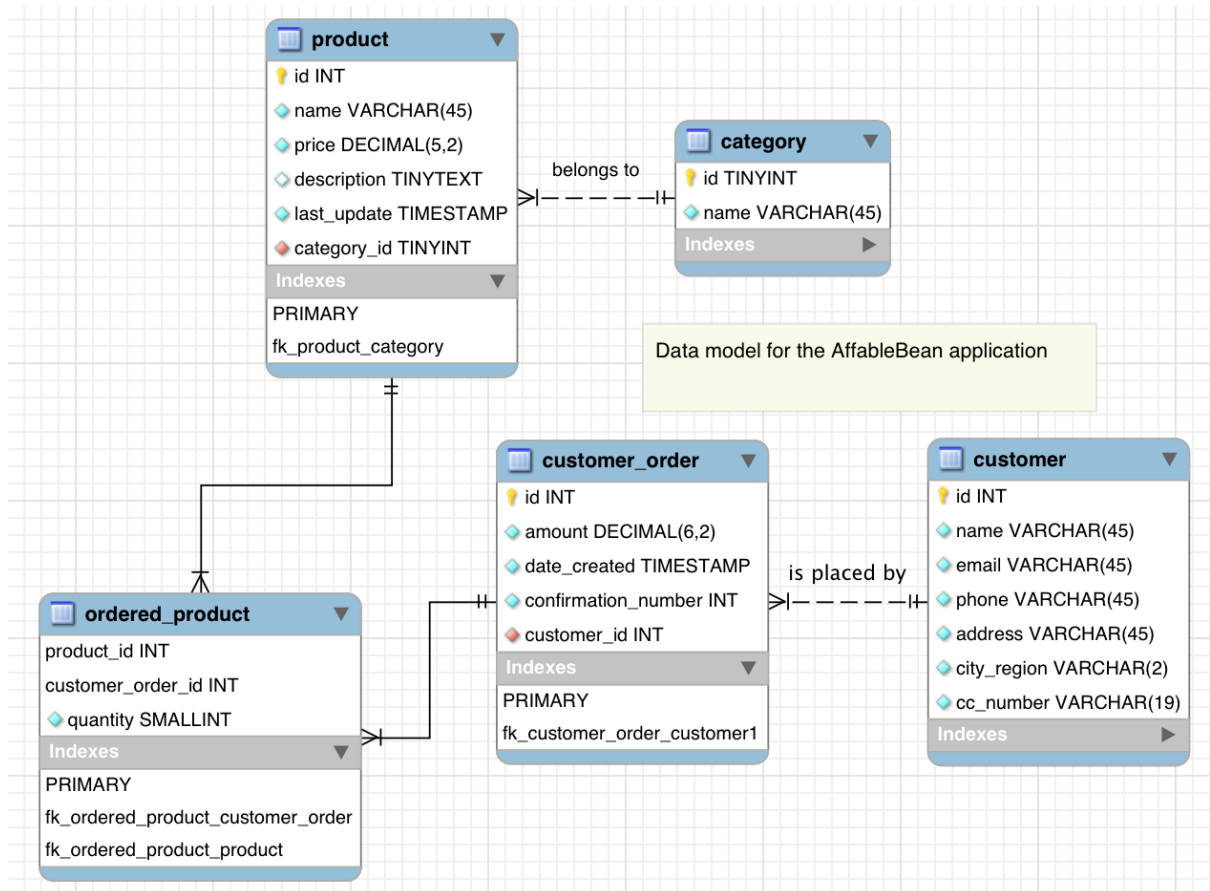 product
id INT
name VARCHAR(45)
price DECIMAL(5,2)
description TINYTEXT
last_update TIMESTAMP
category_id TINYINT
Indexes
PRIMARY
fk_product_category
belongs to
category
id TINYINT
name VARCHAR(45)
Indexes
Data model for the AffableBean application
customer_order
id INT
amount DECIMAL(6,2)
date_created TIMESTAMP
confirmation_number INT
customer_id INT
Indexes
PRIMARY
fk_customer_order_customer1
is placed by
customer
id INT
name VARCHAR(45)
email VARCHAR(45)
phone VARCHAR(45)
address VARCHAR(45)
city_region VARCHAR(2)
cc_number VARCHAR(19)
Indexes
ordered_product
product_id INT
customer_order_id INT
quantity SMALLINT
Indexes
PRIMARY
fk_ordered_product_customer_order
fk_ordered_product_product